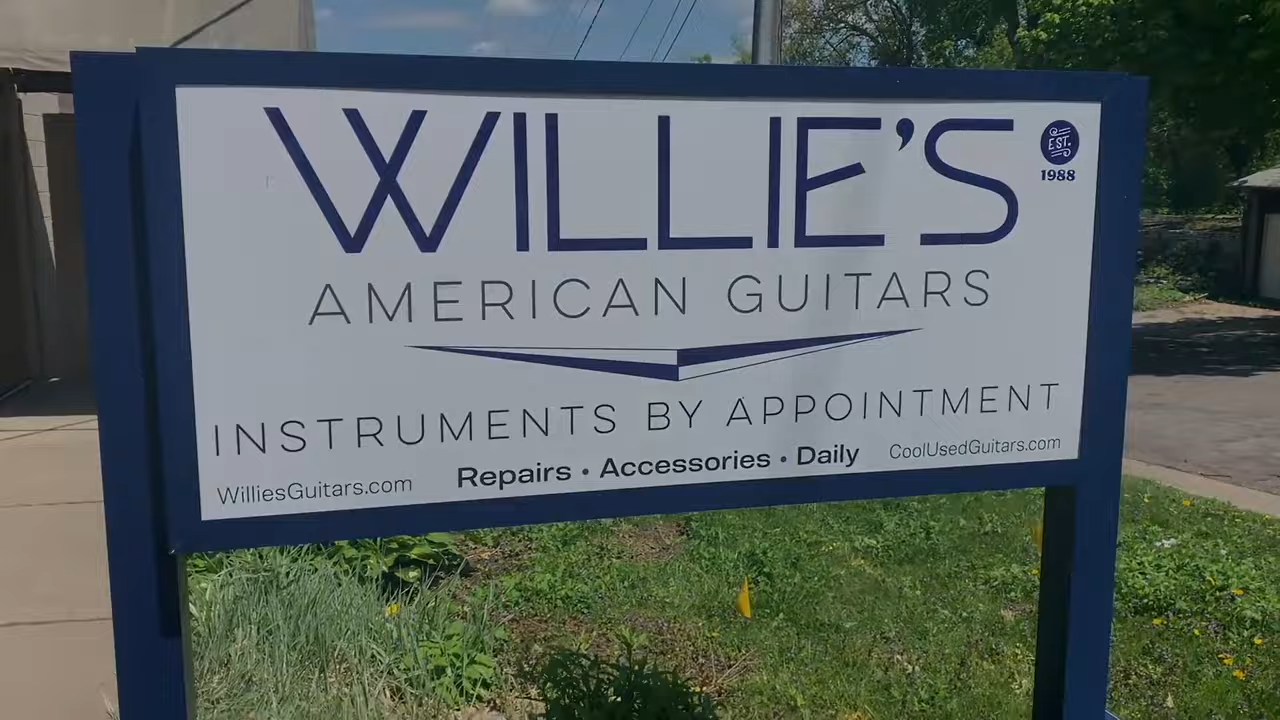 WILLIE'S
EST.
1988
AMERICAN GUITARS
INSTRUMENTS BY APPOINTMENT
Repairs • Accessories • Daily
WilliesGuitars.com
CoolUsedGuitars.com